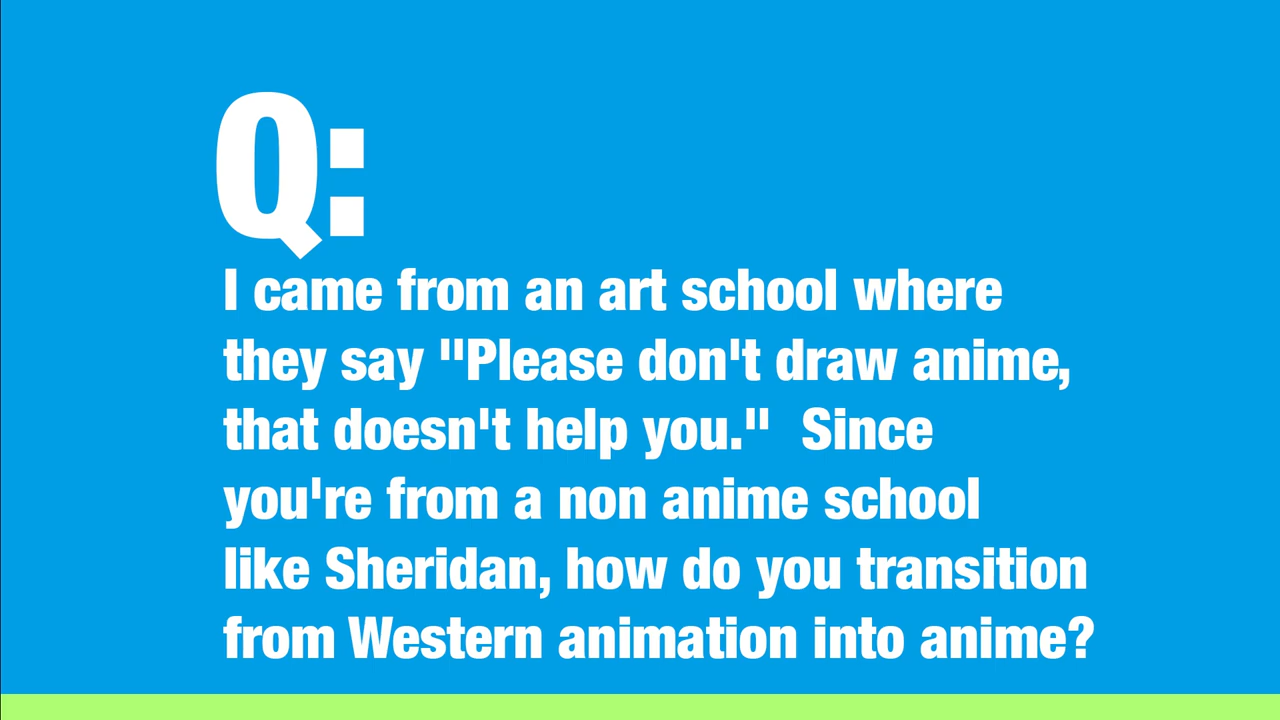 Q:
I came from an art school where
they say "Please don't draw anime,
that doesn't help you."  Since
you're from a non anime school
like Sheridan, how do you transition
from Western animation into anime?